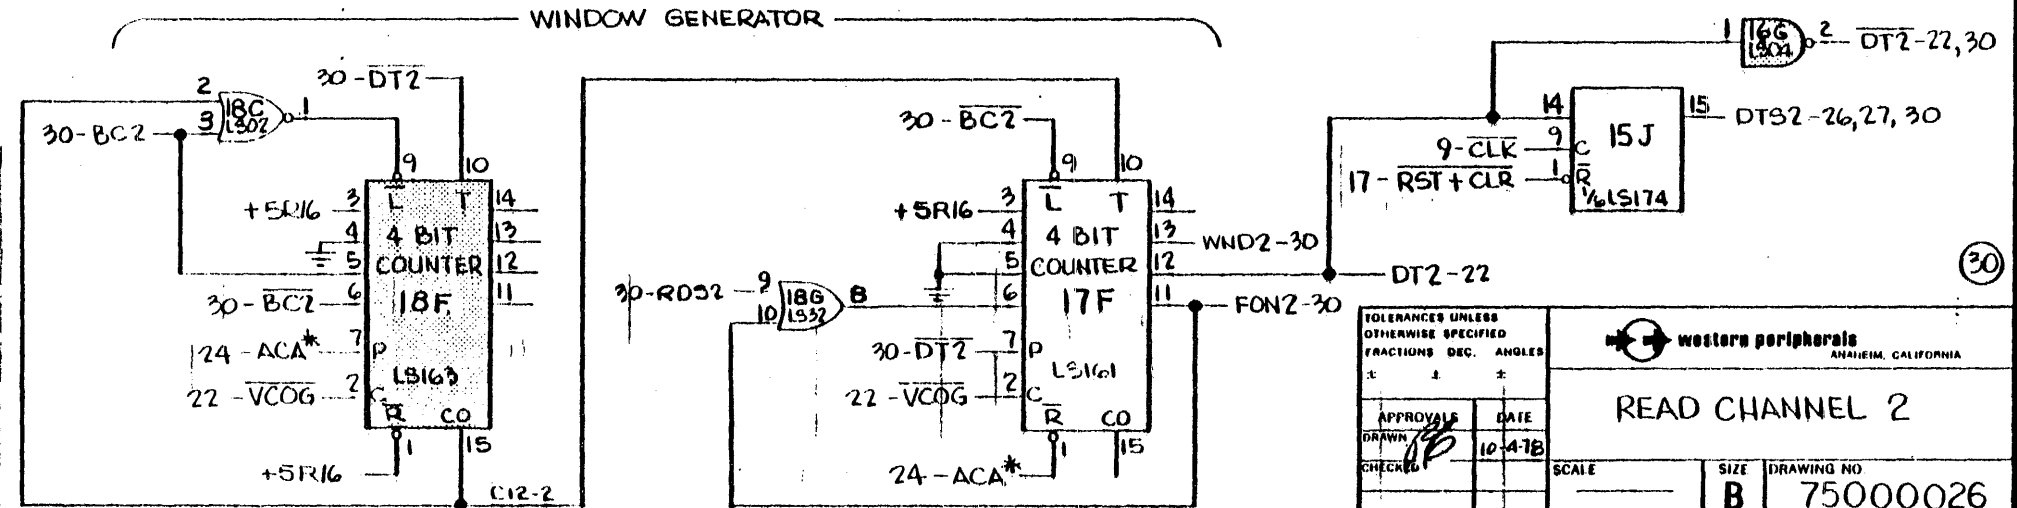 WINDOW GENERATOR
30-DT2
2
3
18C
LS02
1
30-BC2
9
10
L
T
+5R16
3
14
4
13
4 BIT
5
12
COUNTER
30-BC2
6
11
18F
24-ACA*
7
P
LS163
22-VCOG
2
C
R
CO
1
15
+5R16
C12-2
30-BC2
9
10
L
T
+5R16
3
14
4
13
WND2-30
4 BIT
5
12
COUNTER
DT2-22
30-RDS2
9
10
18G
LS32
8
6
11
FON2-30
17F
30-DT2
7
P
LS161
22-VCOG
2
C
R
CO
1
15
24-ACA*
1
16G
LS04
2
DT2-22,30
14
15
DTS2-26,27,30
15J
9-CLK
9
C
17-RST+CLR
1
R
1/6LS174
30
TOLERANCES UNLESS
OTHERWISE SPECIFIED
FRACTIONS DEC. ANGLES
± ± ±
APPROVALS DATE
DRAWN
10-4-78
CHECKED
western peripherals
ANAHEIM, CALIFORNIA
READ CHANNEL 2
SCALE
SIZE
B
DRAWING NO
75000026